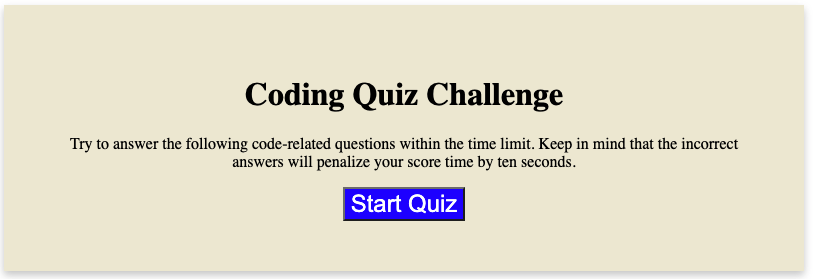 Coding Quiz Challenge
Try to answer the following code-related questions within the time limit. Keep in mind that the incorrect
answers will penalize your score time by ten seconds.
Start Quiz